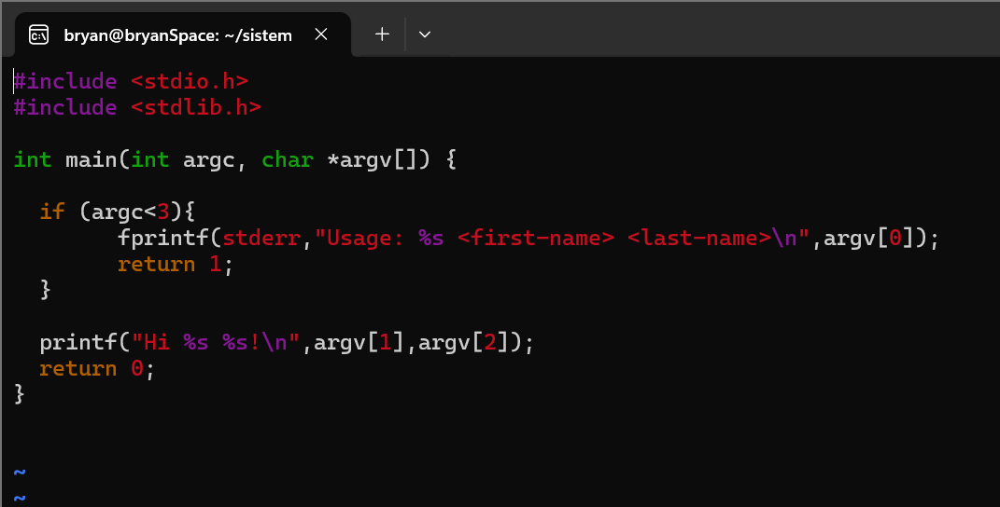 bryan@bryanSpace: ~/sistem
#include <stdio.h>
#include <stdlib.h>
int main(int argc, char *argv[]) {
if (argc<3){
fprintf(stderr,"Usage: %s <first-name> <last-name>\n",argv[0]);
return 1;
}
printf("Hi %s %s!\n",argv[1],argv[2]);
return 0;
}
~
~